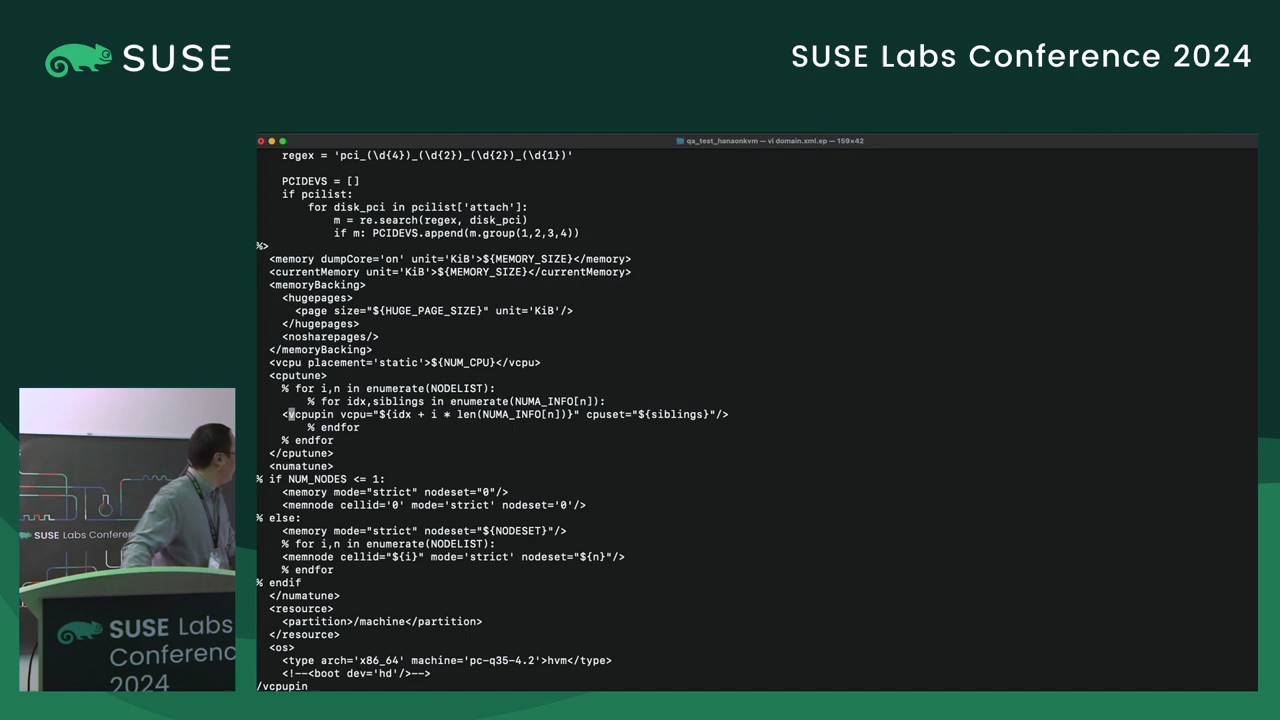 SUSE
SUSE Labs Conference 2024
qa_test_hanaonkvm — vi domain.xml.ep — 159×42
regex = 'pci_(\d{4})_(\d{2})_(\d{2})_(\d{1})'
PCIDEVS = []
if pcilist:
for disk_pci in pcilist['attach']:
m = re.search(regex, disk_pci)
if m: PCIDEVS.append(m.group(1,2,3,4))
%>
<memory dumpCore='on' unit='KiB'>${MEMORY_SIZE}</memory>
<currentMemory unit='KiB'>${MEMORY_SIZE}</currentMemory>
<memoryBacking>
<hugepages>
<page size="${HUGE_PAGE_SIZE}" unit='KiB'/>
</hugepages>
<nosharepages/>
</memoryBacking>
<vcpu placement='static'>${NUM_CPU}</vcpu>
<cputune>
% for i,n in enumerate(NODELIST):
% for idx,siblings in enumerate(NUMA_INFO[n]):
<vcpupin vcpu="${idx + i * len(NUMA_INFO[n])}" cpuset="${siblings}"/>
% endfor
% endfor
</cputune>
<numatune>
% if NUM_NODES <= 1:
<memory mode="strict" nodeset="0"/>
<memnode cellid='0' mode='strict' nodeset='0'/>
% else:
<memory mode="strict" nodeset="${NODESET}"/>
% for i,n in enumerate(NODELIST):
<memnode cellid="${i}" mode='strict' nodeset="${n}"/>
% endfor
% endif
</numatune>
<resource>
<partition>/machine</partition>
</resource>
<os>
<type arch='x86_64' machine='pc-q35-4.2'>hvm</type>
<!--<boot dev='hd'/>-->
/vcpupin
SUSE Labs Conferenc
SUSE Labs
Conferenc
2024